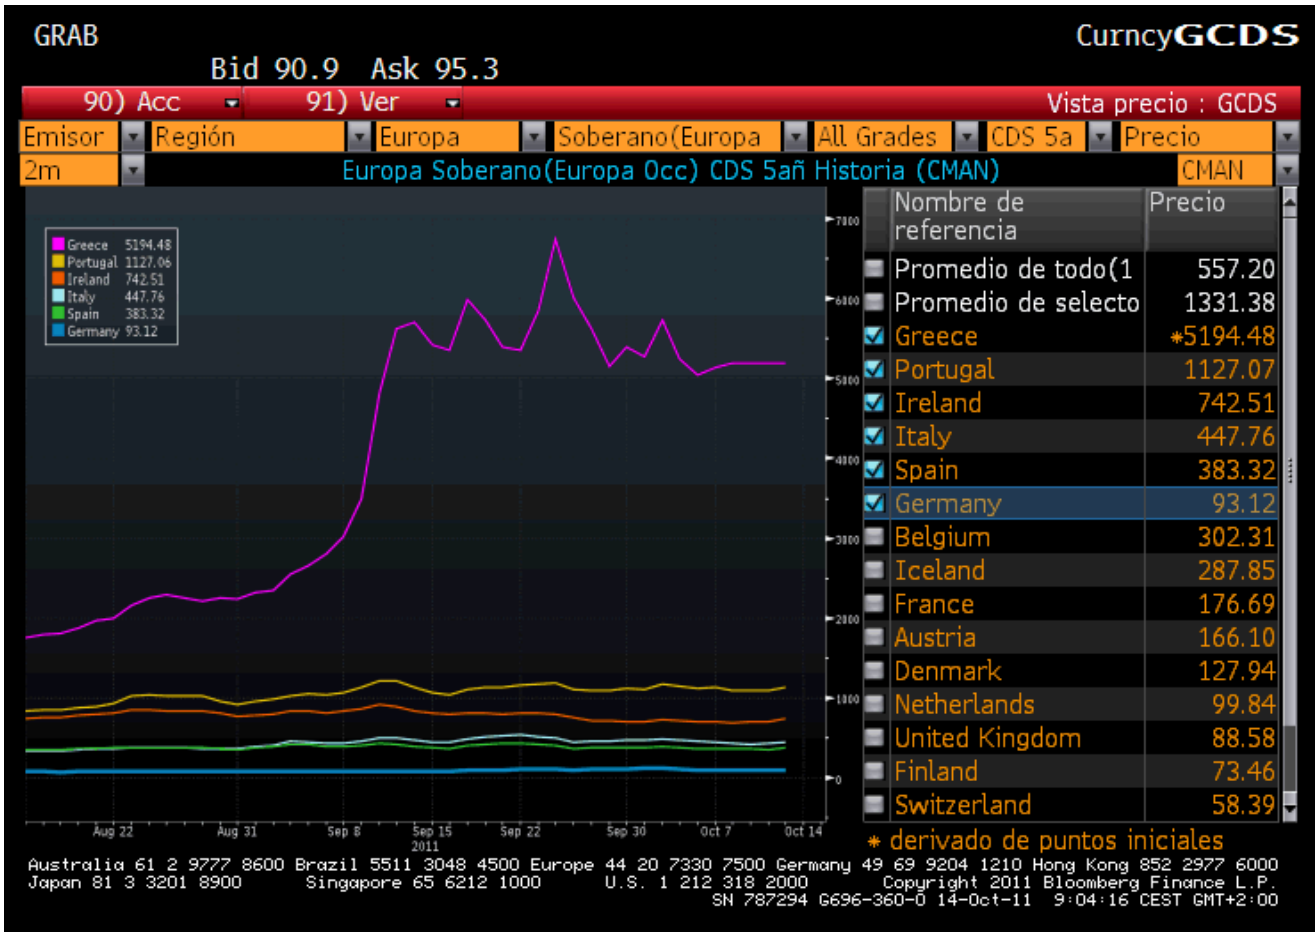 GRAB
CurncyGCDS
Bid 90.9 Ask 95.3
90) Acc 91) Ver Vista precio : GCDS
Emisor Región Europa Soberano(Europa All Grades CDS 5a Precio
2m Europa Soberano(Europa Occ) CDS 5añ Historia (CMAN) CMAN
Greece 5194.48
Portugal 1127.06
Ireland 742.51
Italy 447.76
Spain 383.32
Germany 93.12
7000
6000
5000
4000
3000
2000
1000
0
Aug 22 Aug 31 Sep 8 Sep 15 Sep 22 Sep 30 Oct 7 Oct 14
2011
Nombre de Precio
referencia
Promedio de todo(1 557.20
Promedio de selecto 1331.38
Greece *5194.48
Portugal 1127.07
Ireland 742.51
Italy 447.76
Spain 383.32
Germany 93.12
Belgium 302.31
Iceland 287.85
France 176.69
Austria 166.10
Denmark 127.94
Netherlands 99.84
United Kingdom 88.58
Finland 73.46
Switzerland 58.39
* derivado de puntos iniciales
Australia 61 2 9777 8600 Brazil 5511 3048 4500 Europe 44 20 7330 7500 Germany 49 69 9204 1210 Hong Kong 852 2977 6000
Japan 81 3 3201 8900 Singapore 65 6212 1000 U.S. 1 212 318 2000 Copyright 2011 Bloomberg Finance L.P.
SN 787294 G696-360-0 14-Oct-11 9:04:16 CEST GMT+2:00